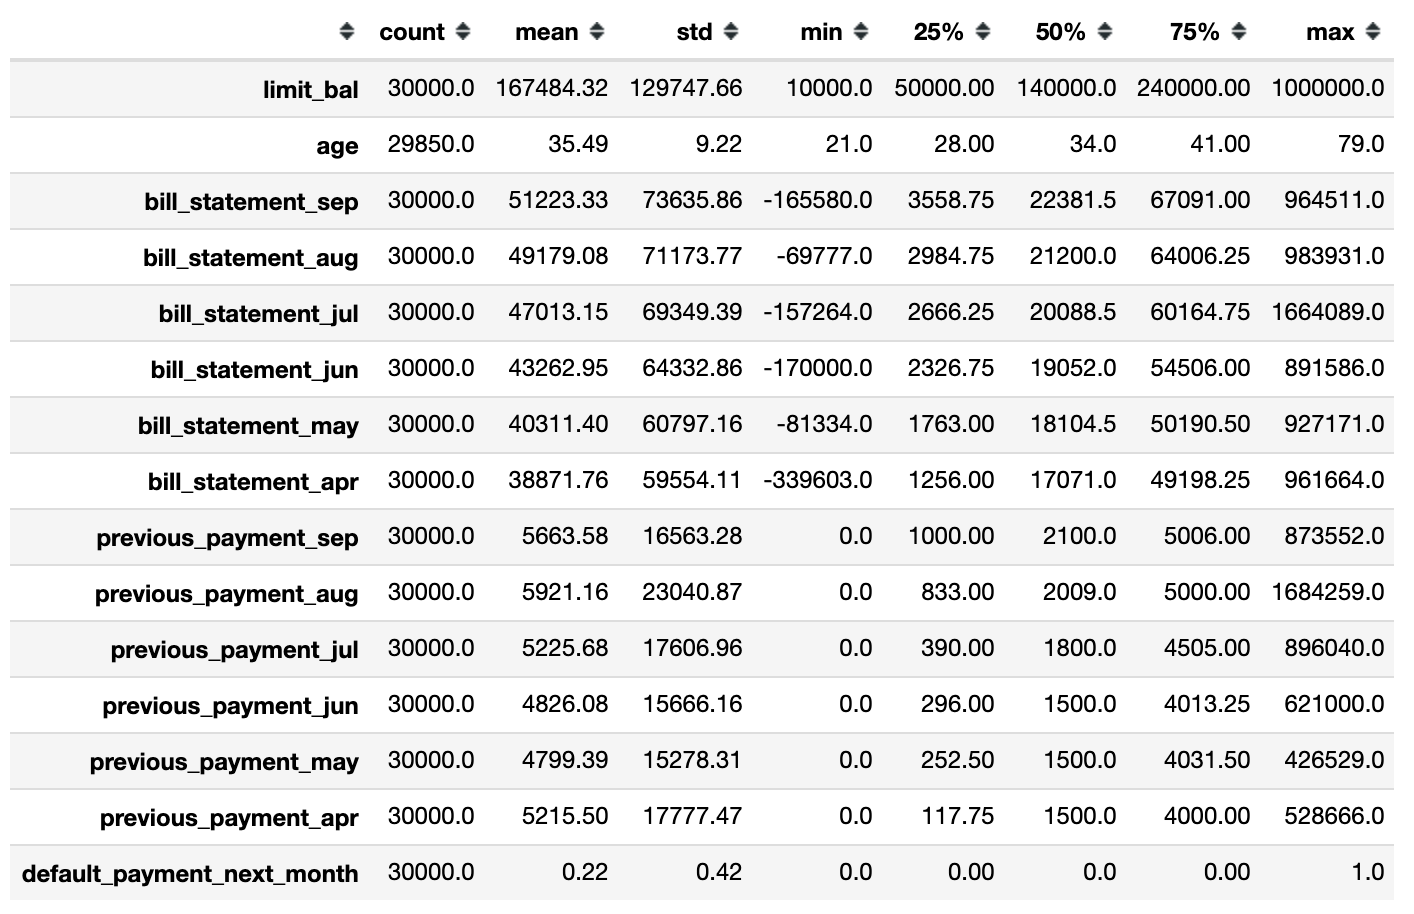 count mean std min 25% 50% 75% max
limit_bal 30000.0 167484.32 129747.66 10000.0 50000.00 140000.0 240000.00 1000000.0
age 29850.0 35.49 9.22 21.0 28.00 34.0 41.00 79.0
bill_statement_sep 30000.0 51223.33 73635.86 -165580.0 3558.75 22381.5 67091.00 964511.0
bill_statement_aug 30000.0 49179.08 71173.77 -69777.0 2984.75 21200.0 64006.25 983931.0
bill_statement_jul 30000.0 47013.15 69349.39 -157264.0 2666.25 20088.5 60164.75 1664089.0
bill_statement_jun 30000.0 43262.95 64332.86 -170000.0 2326.75 19052.0 54506.00 891586.0
bill_statement_may 30000.0 40311.40 60797.16 -81334.0 1763.00 18104.5 50190.50 927171.0
bill_statement_apr 30000.0 38871.76 59554.11 -339603.0 1256.00 17071.0 49198.25 961664.0
previous_payment_sep 30000.0 5663.58 16563.28 0.0 1000.00 2100.0 5006.00 873552.0
previous_payment_aug 30000.0 5921.16 23040.87 0.0 833.00 2009.0 5000.00 1684259.0
previous_payment_jul 30000.0 5225.68 17606.96 0.0 390.00 1800.0 4505.00 896040.0
previous_payment_jun 30000.0 4826.08 15666.16 0.0 296.00 1500.0 4013.25 621000.0
previous_payment_may 30000.0 4799.39 15278.31 0.0 252.50 1500.0 4031.50 426529.0
previous_payment_apr 30000.0 5215.50 17777.47 0.0 117.75 1500.0 4000.00 528666.0
default_payment_next_month 30000.0 0.22 0.42 0.0 0.00 0.0 0.00 1.0